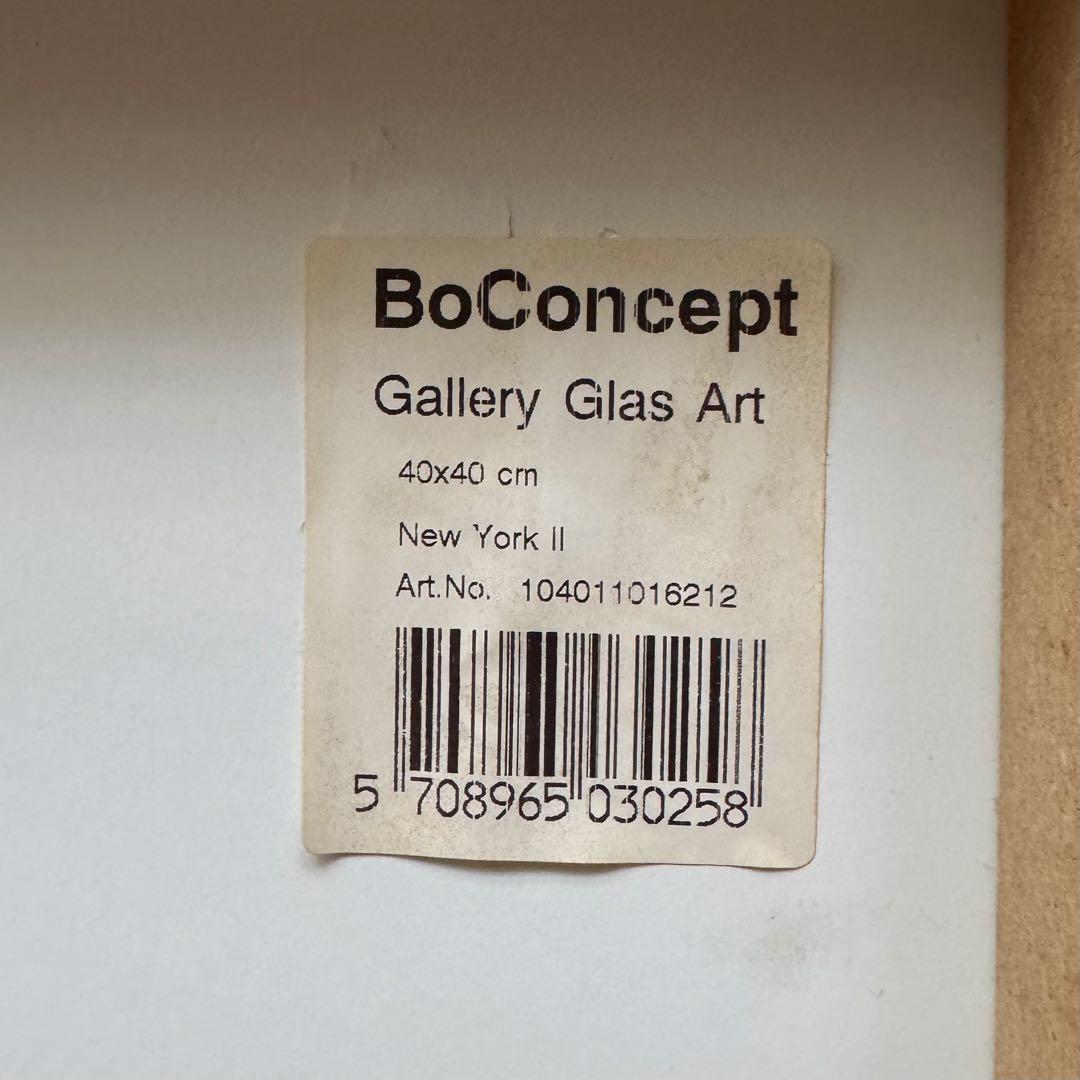 BoConcept
Gallery Glas Art
40x40 cm
New York II
Art.No. 104011016212
5 708965 030258